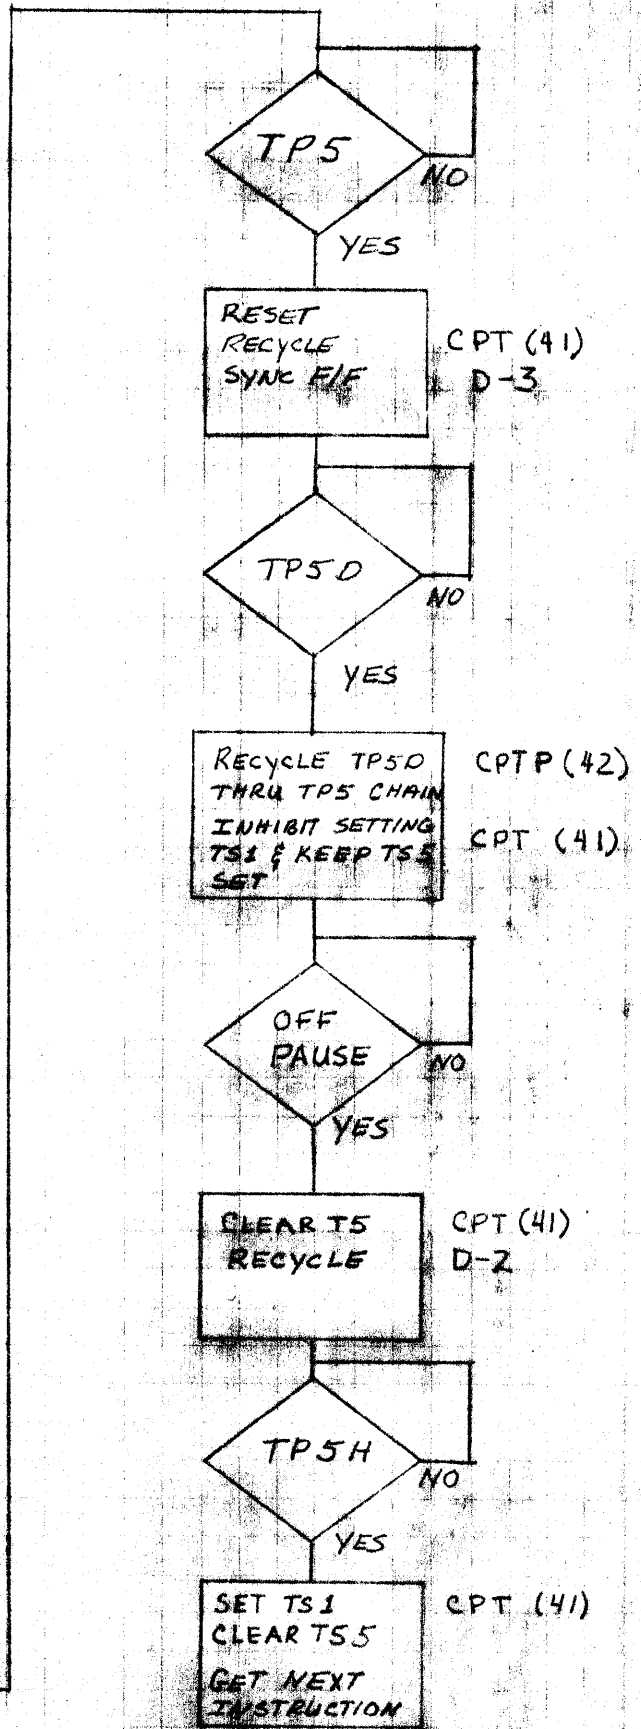 TP5
NO
YES
RESET
RECYCLE
SYNC F/F
CPT (41)
D-3
TP5D
NO
YES
RECYCLE TP5D
THRU TP5 CHAIN
INHIBIT SETTING
TS1 & KEEP TS5
SET
CPTP (42)
CPT (41)
OFF
PAUSE
NO
YES
CLEAR T5
RECYCLE
CPT (41)
D-2
TP5H
NO
YES
SET TS1
CLEAR TS5
GET NEXT
INSTRUCTION
CPT (41)